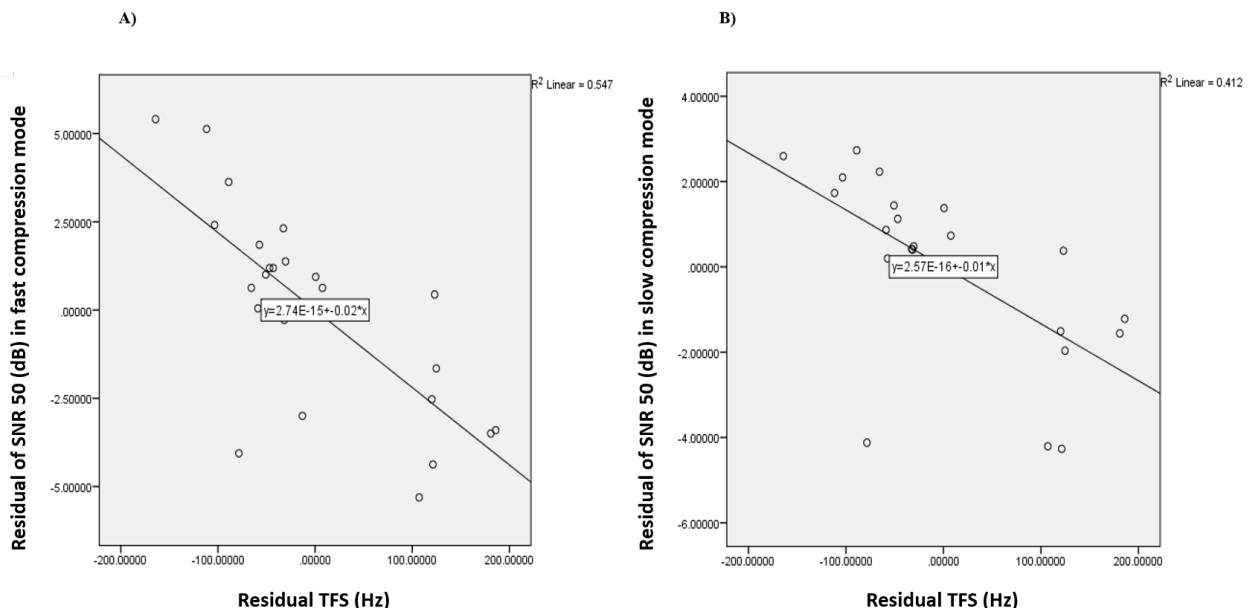 A)
B)
R² Linear = 0.547
Residual of SNR 50 (dB) in fast compression mode
5.00000
2.50000
.00000
-2.50000
-5.00000
y=2.74E-15+-0.02*x
-200.00000 -100.00000 .00000 100.00000 200.00000
Residual TFS (Hz)
R² Linear = 0.412
Residual of SNR 50 (dB) in slow compression mode
4.00000
2.00000
.00000
-2.00000
-4.00000
-6.00000
y=2.57E-16+-0.01*x
-200.00000 -100.00000 .00000 100.00000 200.00000
Residual TFS (Hz)